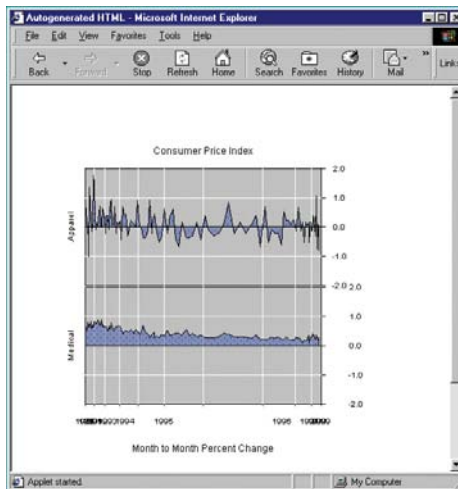 Autogenerated HTML - Microsoft Internet Explorer
File Edit View Favorites Tools Help
Back Forward Stop Refresh Home Search Favorites History Mail » Links
Consumer Price Index
2.0
1.0
Apparel 0.0
-1.0
-2.0 2.0
1.0
Medical 0.0
-1.0
-2.0
1994 1995 1996
Month to Month Percent Change
Applet started. My Computer